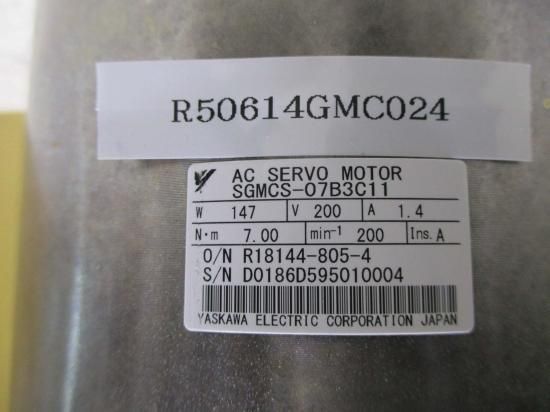 R50614GMC024
AC SERVO MOTOR
SGMCS-07B3C11
W 147 V 200 A 1.4
N·m 7.00 min⁻¹ 200 Ins. A
O/N R18144-805-4
S/N D0186D595010004
YASKAWA ELECTRIC CORPORATION JAPAN